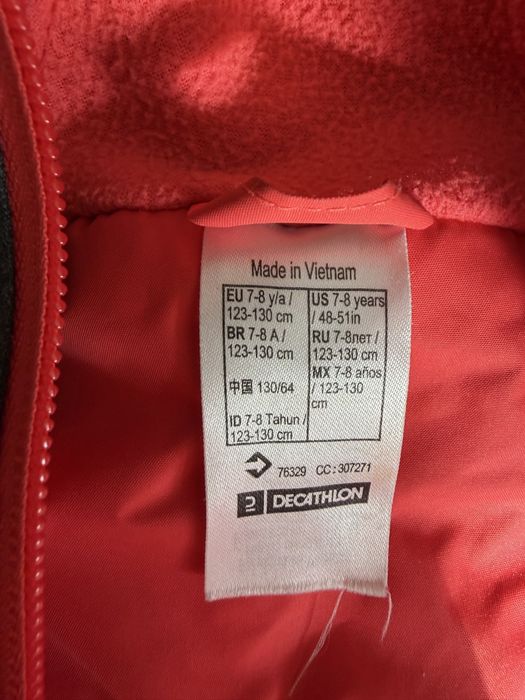 Made in Vietnam
EU 7-8 y/a /
123-130 cm
BR 7-8 A /
123-130 cm
中国 130/64
ID 7-8 Tahun /
123-130 cm
US 7-8 years
/ 48-51in
RU 7-8лет /
123-130 cm
MX 7-8 años
/ 123-130
cm
76329 CC:307271
DECATHLON